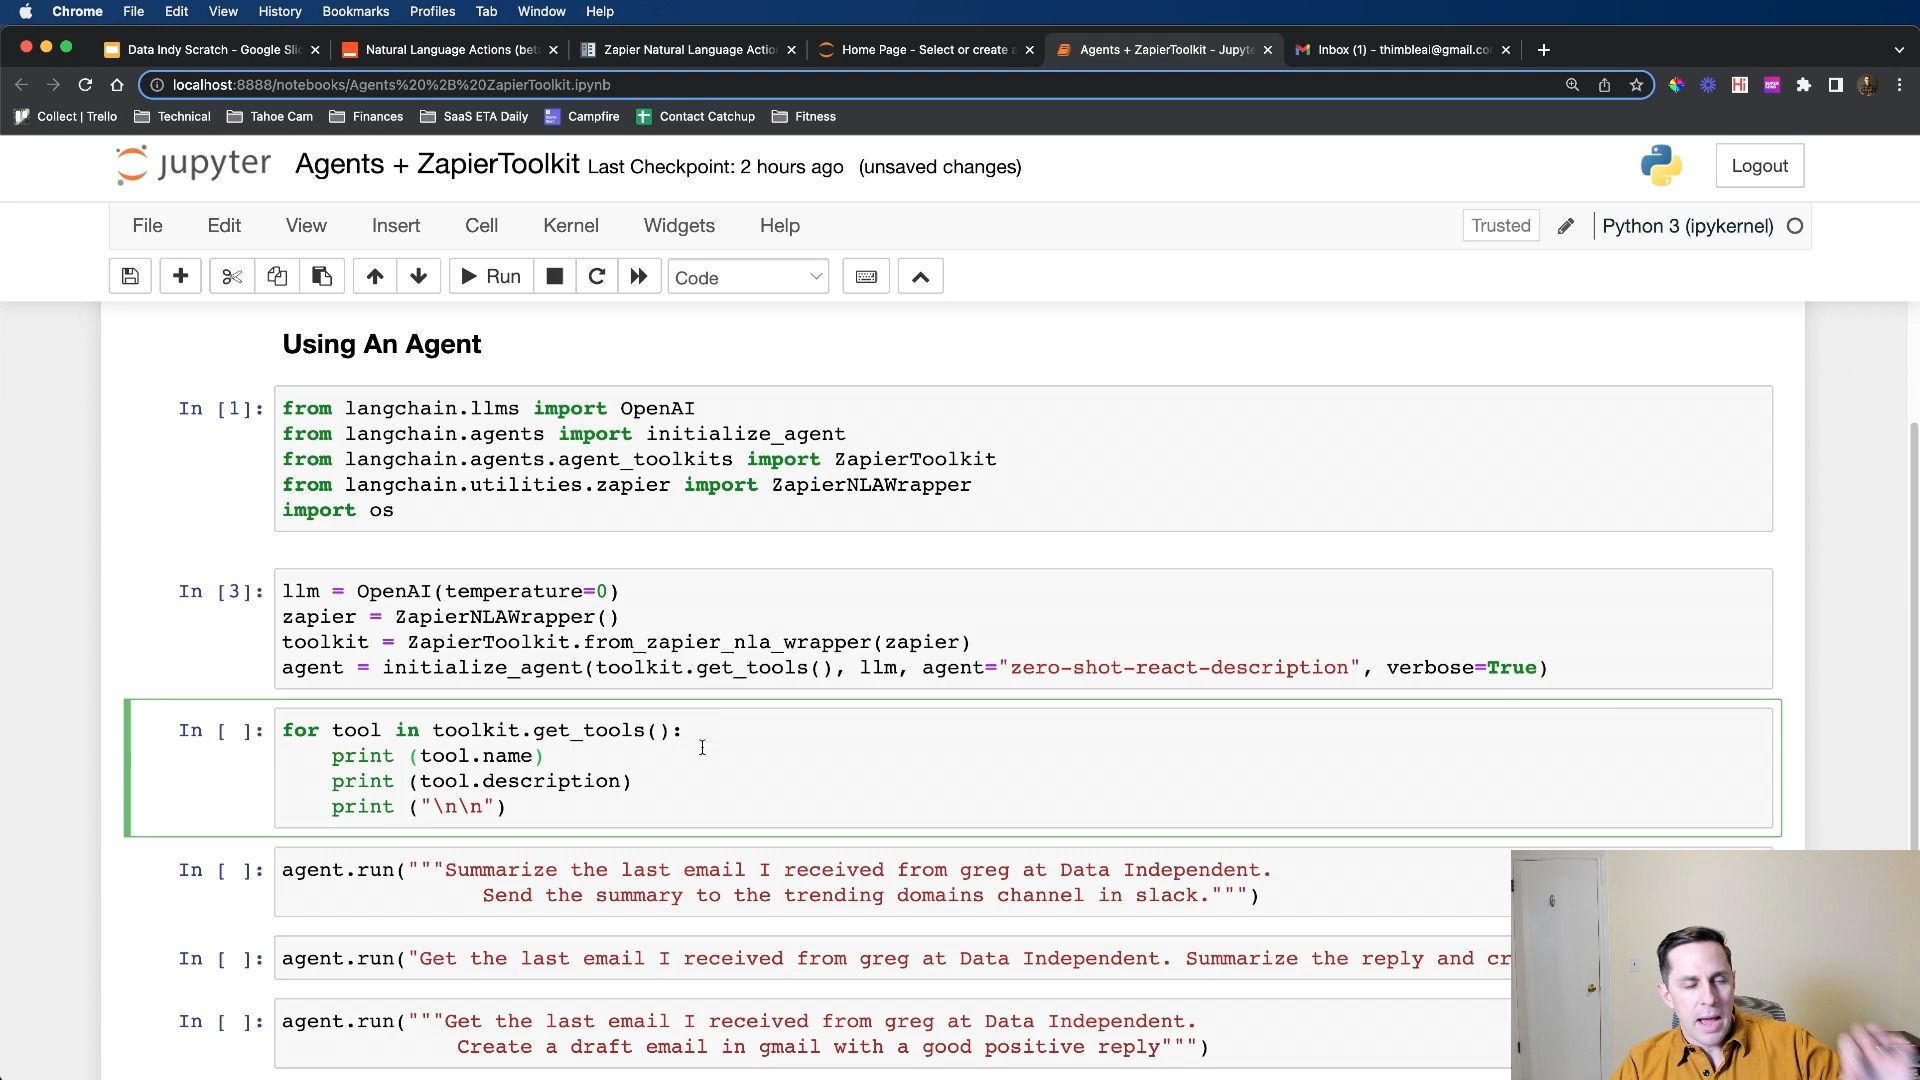 Chrome File Edit View History Bookmarks Profiles Tab Window Help
Data Indy Scratch - Google Slic Natural Language Actions (bet Zapier Natural Language Actio Home Page - Select or create a Agents + ZapierToolkit - Jupyte Inbox (1) - thimbleai@gmail.co
localhost:8888/notebooks/Agents%20%2B%20ZapierToolkit.ipynb
Hi
Collect | Trello Technical Tahoe Cam Finances SaaS ETA Daily Campfire Contact Catchup Fitness
jupyter Agents + ZapierToolkit Last Checkpoint: 2 hours ago (unsaved changes) Logout
File Edit View Insert Cell Kernel Widgets Help Trusted Python 3 (ipykernel)
Run Code
Using An Agent
In [1]: from langchain.llms import OpenAI
from langchain.agents import initialize_agent
from langchain.agents.agent_toolkits import ZapierToolkit
from langchain.utilities.zapier import ZapierNLAWrapper
import os
In [3]: llm = OpenAI(temperature=0)
zapier = ZapierNLAWrapper()
toolkit = ZapierToolkit.from_zapier_nla_wrapper(zapier)
agent = initialize_agent(toolkit.get_tools(), llm, agent="zero-shot-react-description", verbose=True)
In [ ]: for tool in toolkit.get_tools():
print (tool.name)
print (tool.description)
print ("\n\n")
In [ ]: agent.run("""Summarize the last email I received from greg at Data Independent.
Send the summary to the trending domains channel in slack.""")
In [ ]: agent.run("Get the last email I received from greg at Data Independent. Summarize the reply and cr
In [ ]: agent.run("""Get the last email I received from greg at Data Independent.
Create a draft email in gmail with a good positive reply""")